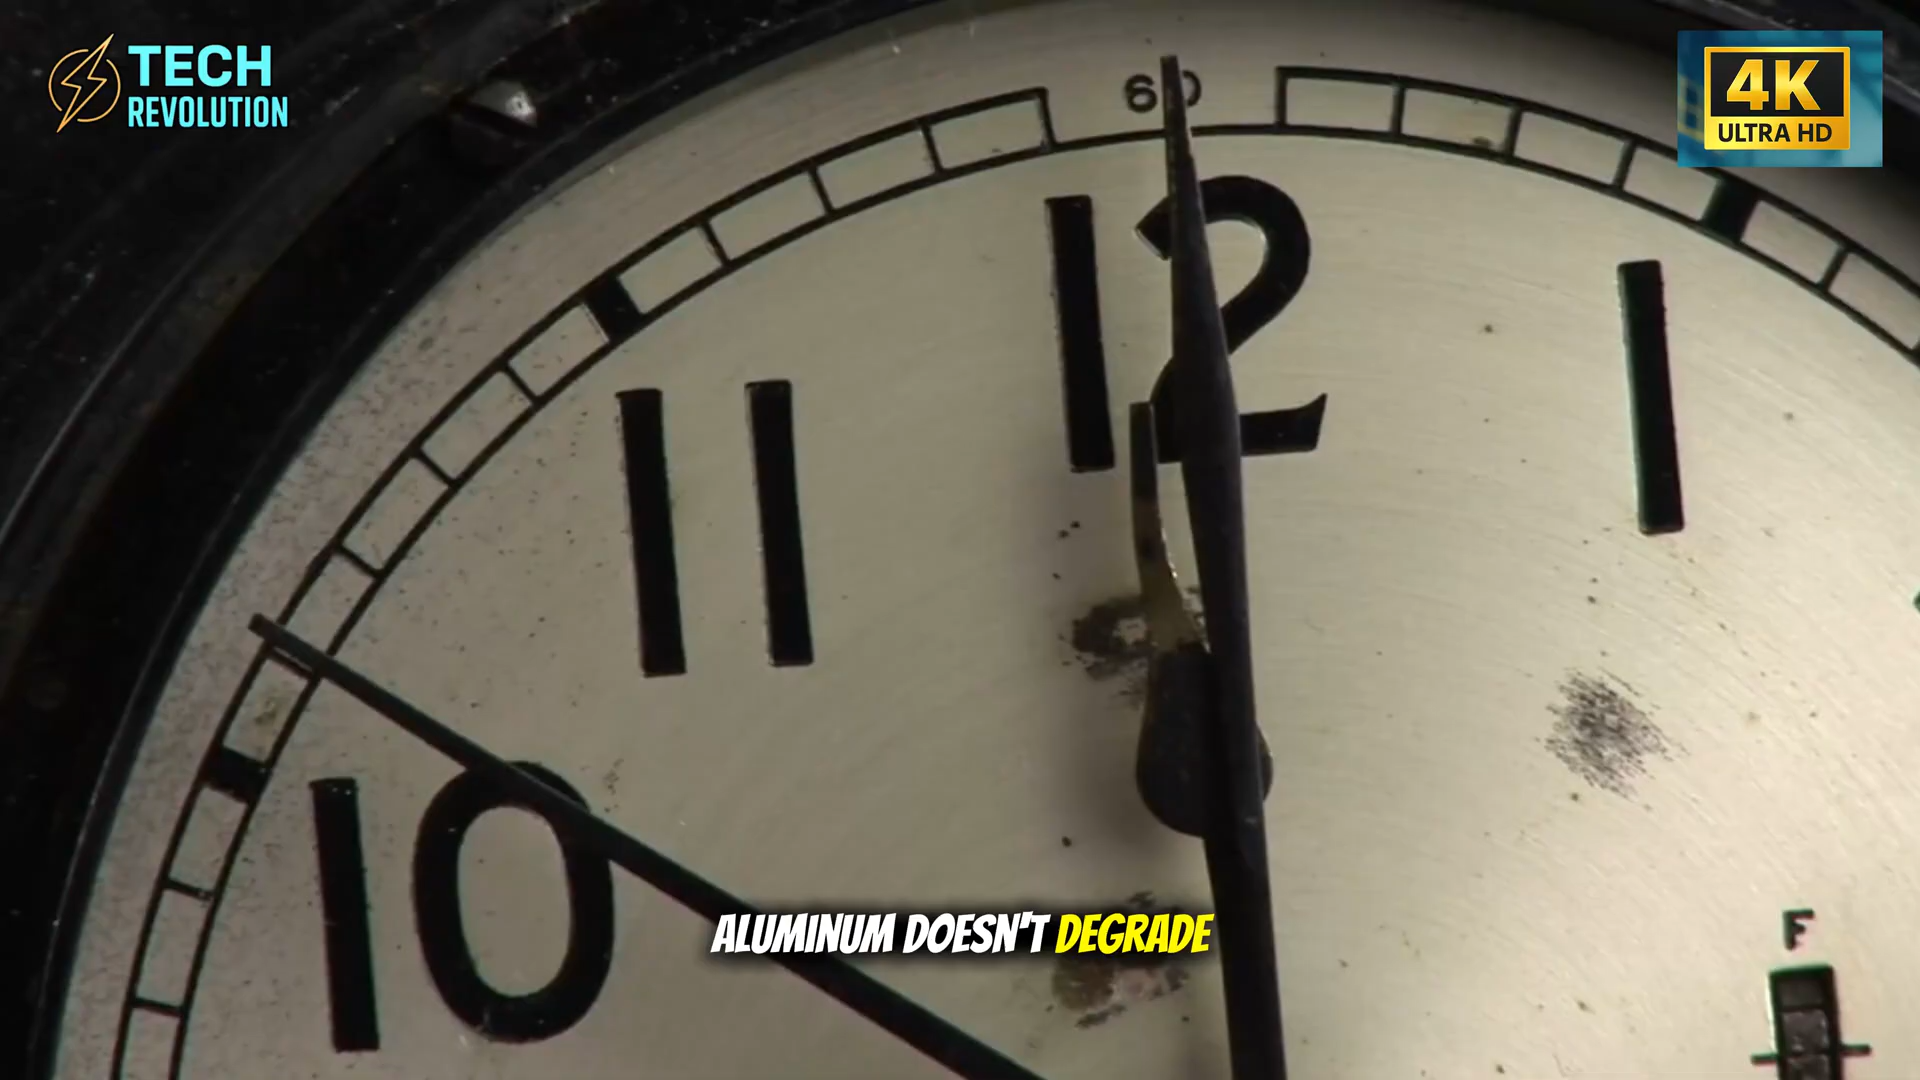 TECH
REVOLUTION
4K
ULTRA HD
60
12
11
1
10
ALUMINUM DOESN'T DEGRADE
F